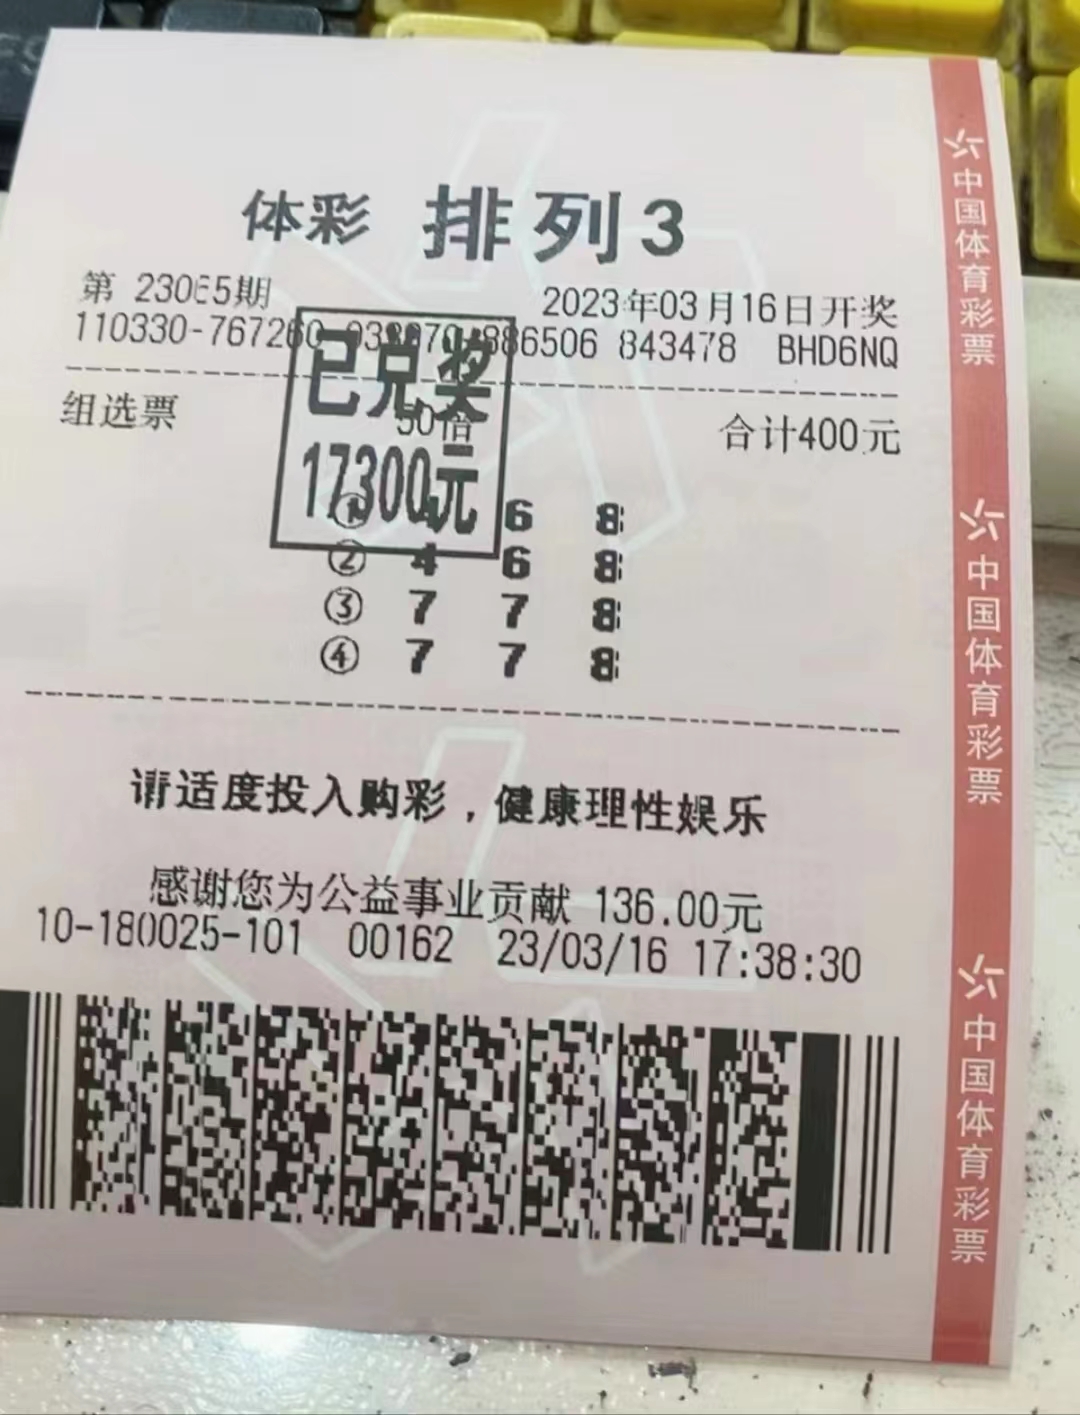 体彩 排列3
第 23065期 2023年03月16日开奖
110330-767260 886506 843478 BHD6NQ
已兑奖
17300元
组选票 50倍 合计400元
① 4 6 8
② 4 6 8
③ 7 7 8
④ 7 7 8
请适度投入购彩，健康理性娱乐
感谢您为公益事业贡献 136.00元
10-180025-101 00162 23/03/16 17:38:30
中国体育彩票
中国体育彩票
中国体育彩票